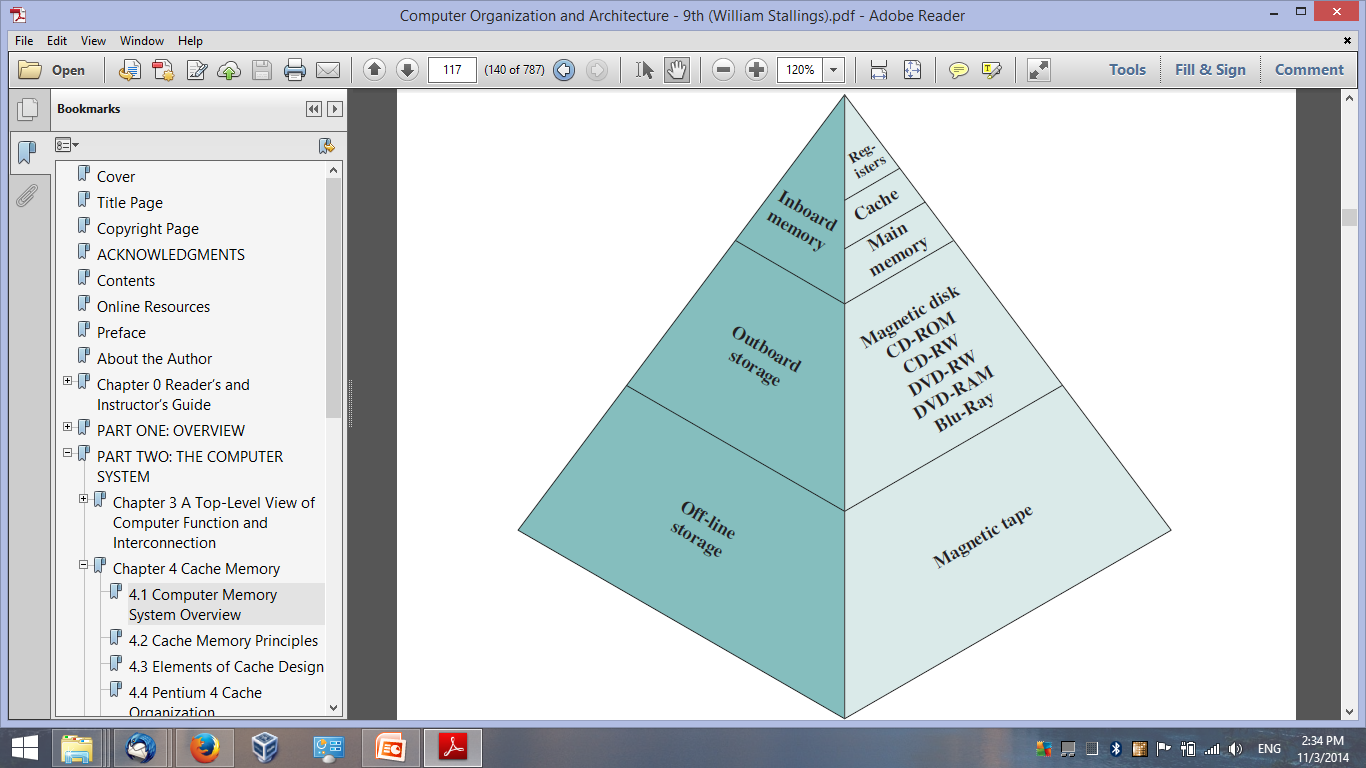 Computer Organization and Architecture - 9th (William Stallings).pdf - Adobe Reader
File Edit View Window Help
Open
117 (140 of 787) 120%
Tools Fill & Sign Comment
Bookmarks
Cover
Title Page
Copyright Page
ACKNOWLEDGMENTS
Contents
Online Resources
Preface
About the Author
Chapter 0 Reader's and
Instructor's Guide
PART ONE: OVERVIEW
PART TWO: THE COMPUTER
SYSTEM
Chapter 3 A Top-Level View of
Computer Function and
Interconnection
Chapter 4 Cache Memory
4.1 Computer Memory
System Overview
4.2 Cache Memory Principles
4.3 Elements of Cache Design
4.4 Pentium 4 Cache
Organization
Inboard
memory
Outboard
storage
Off-line
storage
Reg-
isters
Cache
Main
memory
Magnetic disk
CD-ROM
CD-RW
DVD-RW
DVD-RAM
Blu-Ray
Magnetic tape
ENG
2:34 PM
11/3/2014